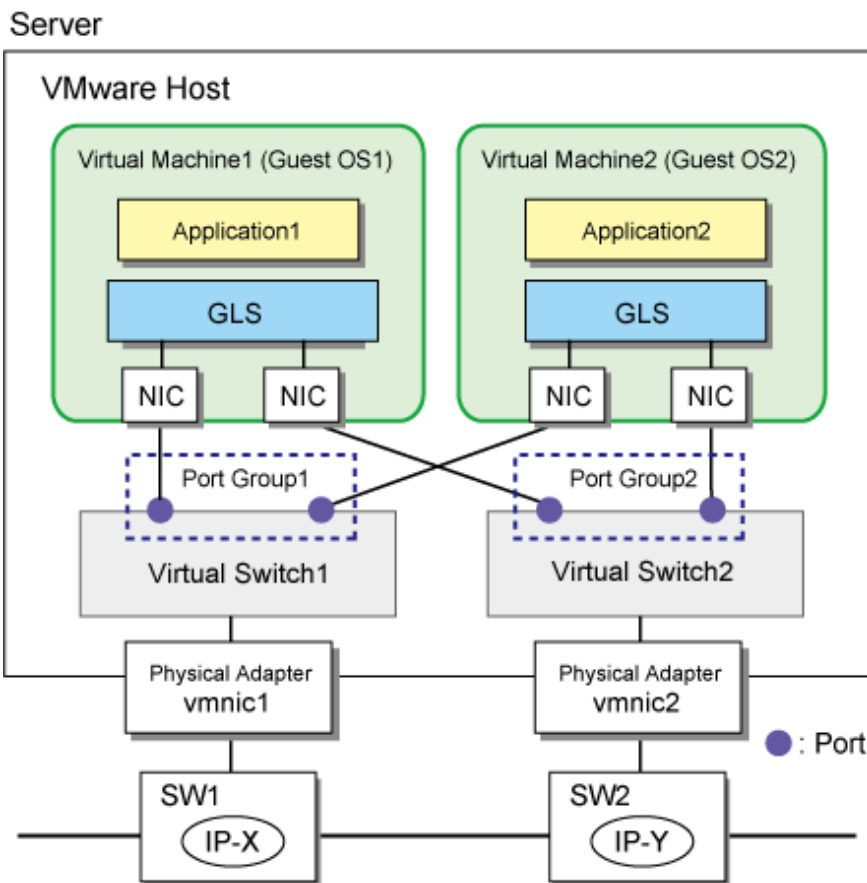 Server
VMware Host
Virtual Machine1 (Guest OS1)
Virtual Machine2 (Guest OS2)
Application1
Application2
GLS
GLS
NIC
NIC
NIC
NIC
Port Group1
Port Group2
Virtual Switch1
Virtual Switch2
Physical Adapter
vmnic1
Physical Adapter
vmnic2
: Port
SW1
IP-X
SW2
IP-Y